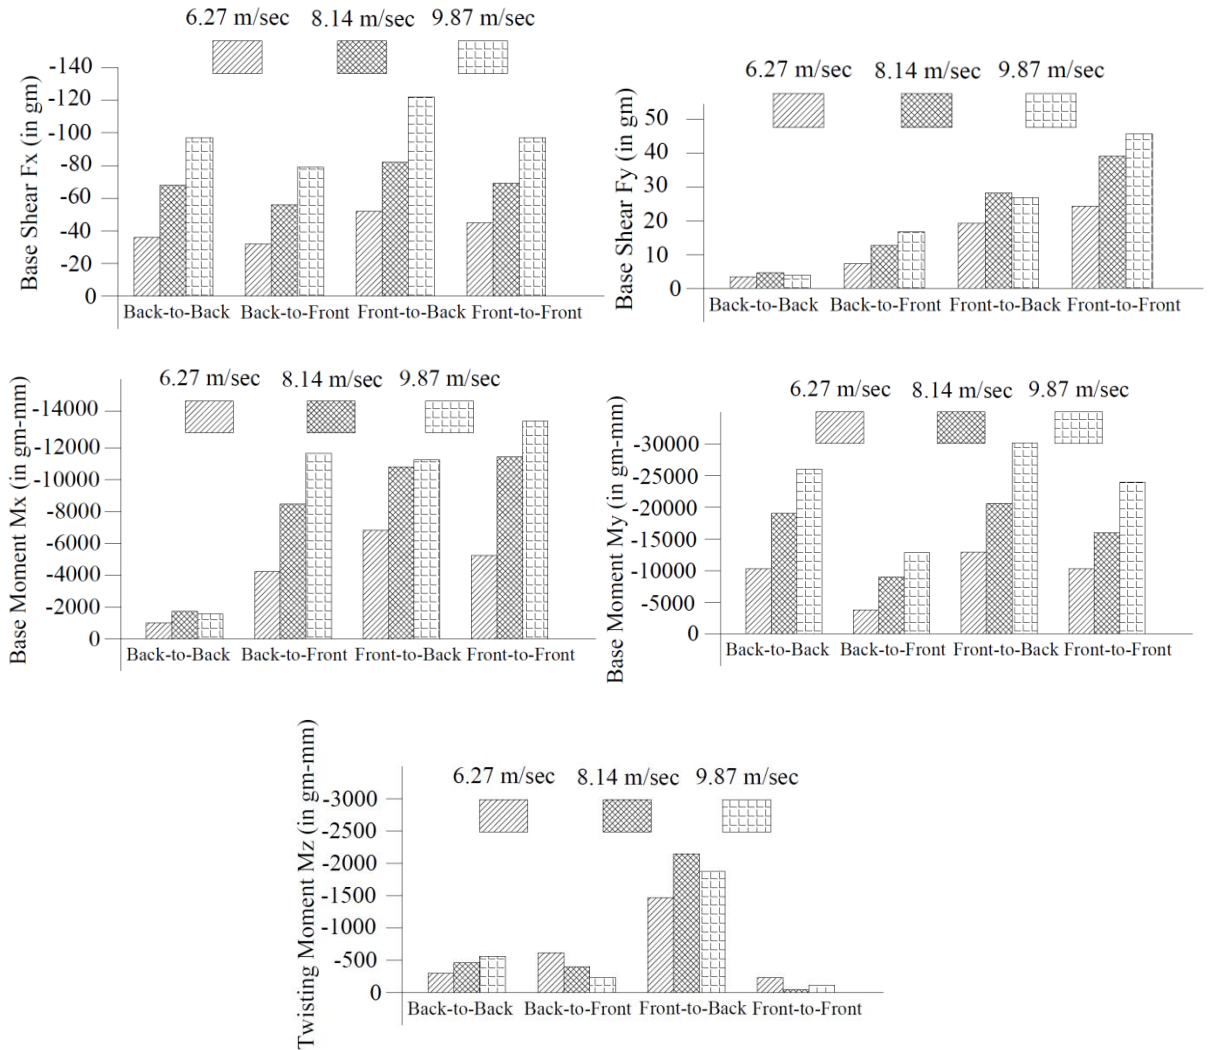 6.27 m/sec 8.14 m/sec 9.87 m/sec
Base Shear Fx (in gm)
-140
-120
-100
-80
-60
-40
-20
0
Back-to-Back Back-to-Front Front-to-Back Front-to-Front
6.27 m/sec 8.14 m/sec 9.87 m/sec
Base Shear Fy (in gm)
50
40
30
20
10
0
Back-to-Back Back-to-Front Front-to-Back Front-to-Front
6.27 m/sec 8.14 m/sec 9.87 m/sec
Base Moment Mx (in gm-mm)
-14000
-12000
-10000
-8000
-6000
-4000
-2000
0
Back-to-Back Back-to-Front Front-to-Back Front-to-Front
6.27 m/sec 8.14 m/sec 9.87 m/sec
Base Moment My (in gm-mm)
-30000
-25000
-20000
-15000
-10000
-5000
0
Back-to-Back Back-to-Front Front-to-Back Front-to-Front
6.27 m/sec 8.14 m/sec 9.87 m/sec
Twisting Moment Mz (in gm-mm)
-3000
-2500
-2000
-1500
-1000
-500
0
Back-to-Back Back-to-Front Front-to-Back Front-to-Front